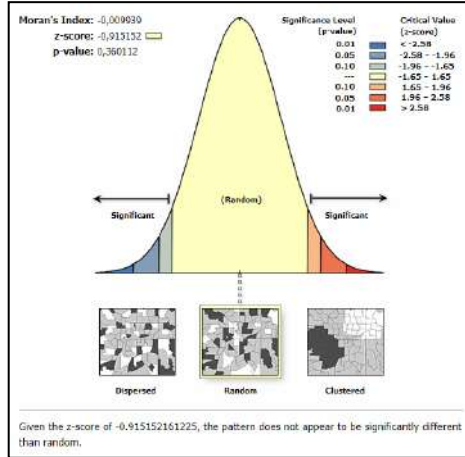 Moran's Index: -0,009939
z-score: -0,915152
p-value: 0,360112
Significance Level
(p-value)
Critical Value
(z-score)
0.01 < -2.58
0.05 -2.58 - -1.96
0.10 -1.96 - -1.65
--- -1.65 - 1.65
0.10 1.65 - 1.96
0.05 1.96 - 2.58
0.01 > 2.58
Significant
(Random)
Significant
Dispersed
Random
Clustered
Given the z-score of -0.915152161225, the pattern does not appear to be significantly different
than random.